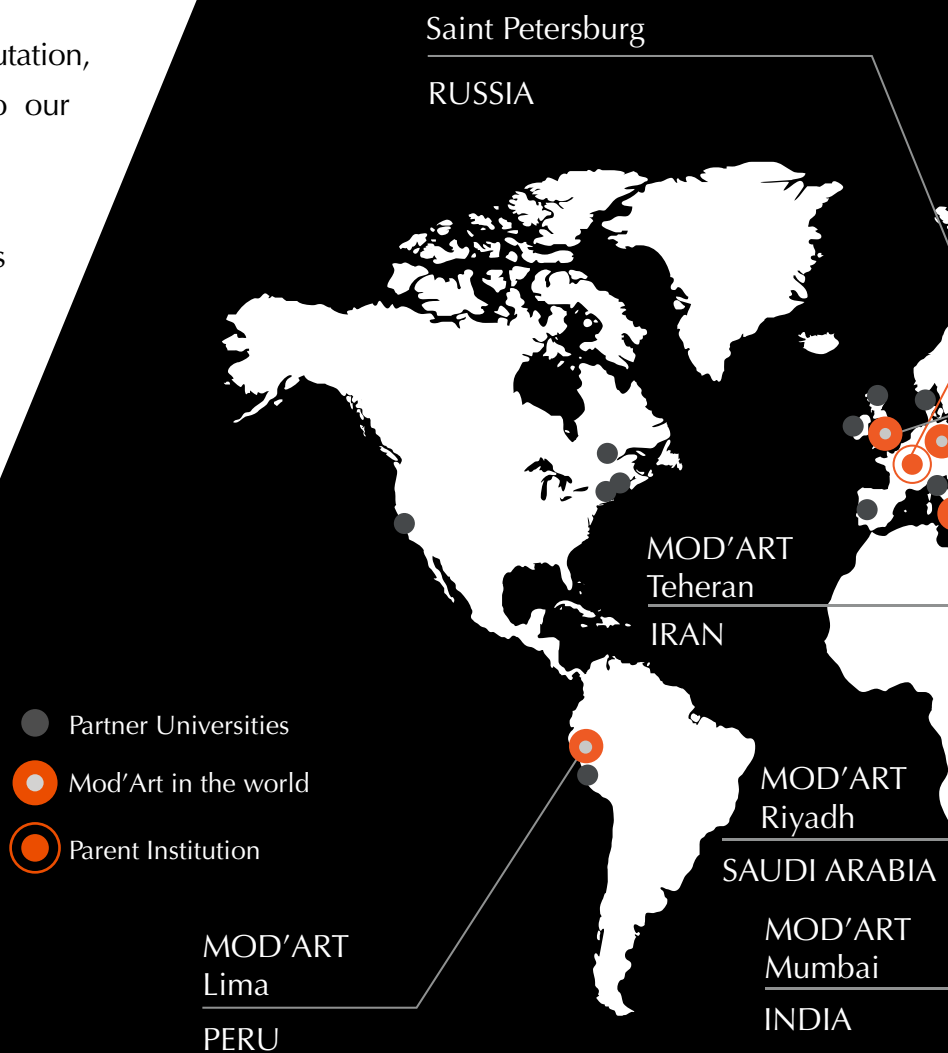 Saint Petersburg
RUSSIA
our
MOD'ART
Teheran
IRAN
Partner Universities
Mod'Art in the world
Parent Institution
MOD'ART
Riyadh
SAUDI ARABIA
MOD'ART
Mumbai
INDIA
MOD'ART
Lima
PERU